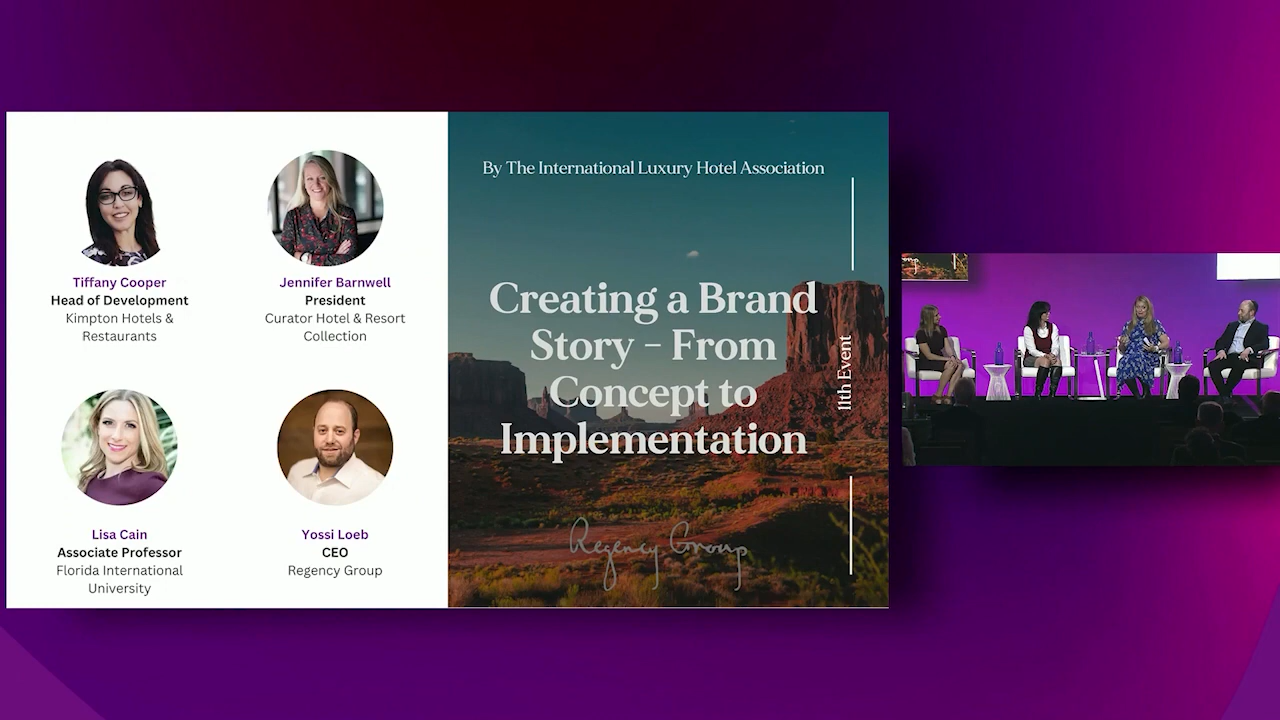 By The International Luxury Hotel Association
Creating a Brand
Story – From
Concept to
Implementation
11th Event
Regency Group
Tiffany Cooper
Head of Development
Kimpton Hotels &
Restaurants
Jennifer Barnwell
President
Curator Hotel & Resort
Collection
Lisa Cain
Associate Professor
Florida International
University
Yossi Loeb
CEO
Regency Group